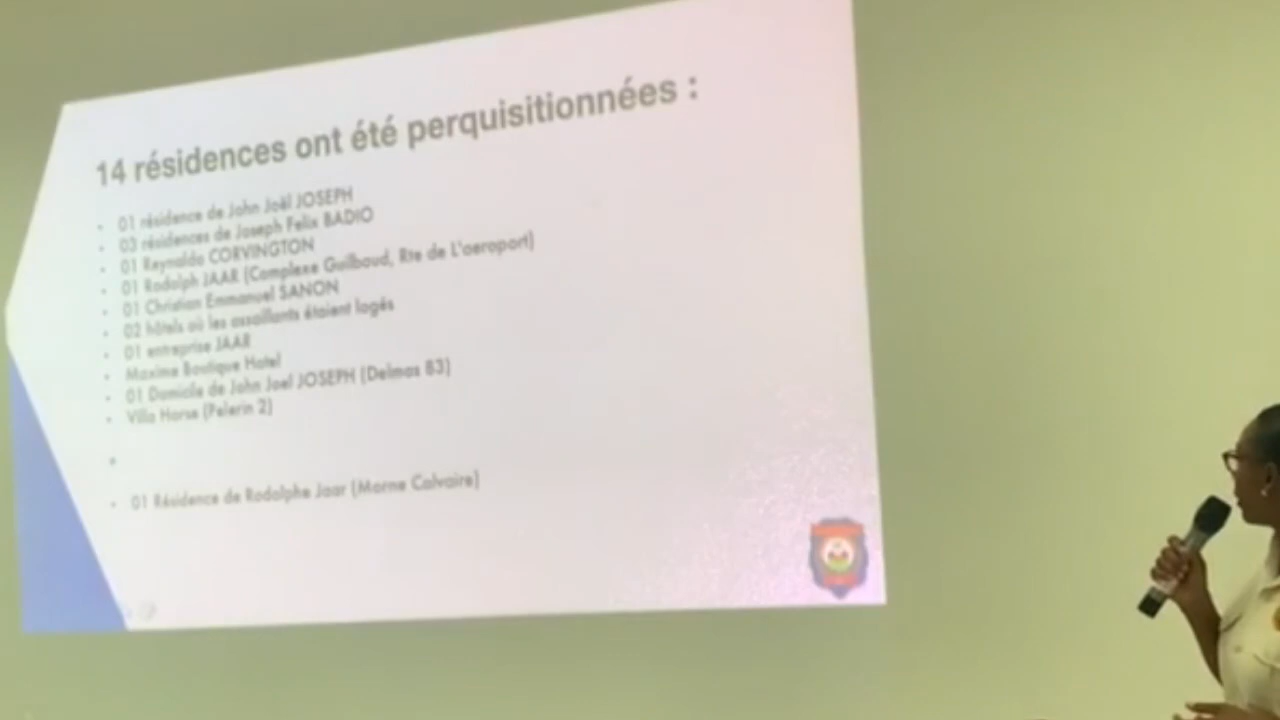 14 résidences ont été perquisitionnées :
• 01 résidence de John Joël JOSEPH
• 03 résidences de Joseph Felix BADIO
• 01 Reynaldo CORVINGTON
• 01 Rodolph JAAR (Complexe Guilbaud, Rte de L'aeroport)
• 01 Christian Emmanuel SANON
• 02 hôtels où les assaillants étaient logés
• 01 entreprise JAAR
• Maxime Boutique Hotel
• 01 Domicile de John Joel JOSEPH (Delmas 83)
• Villa Horse (Pelerin 2)
•
• 01 Résidence de Rodolphe Jaar (Morne Calvaire)